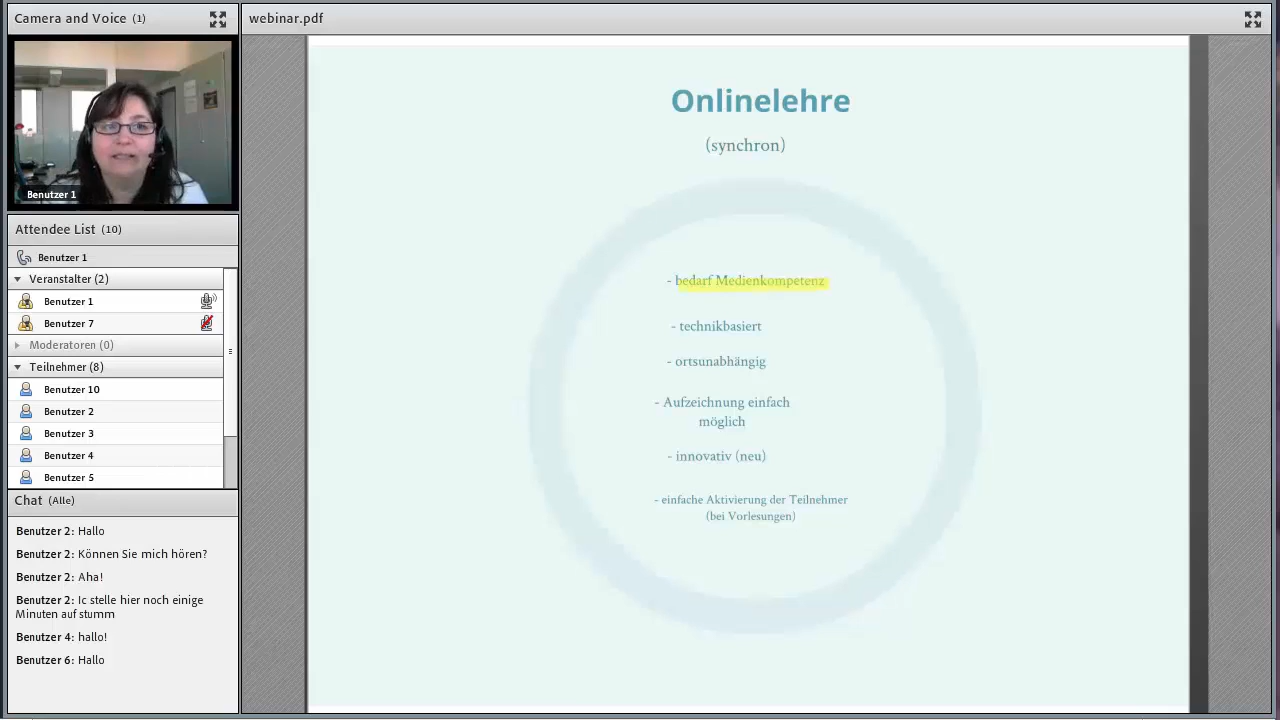 Camera and Voice (1)
Benutzer 1
Attendee List (10)
Benutzer 1
Veranstalter (2)
Benutzer 1
Benutzer 7
Moderatoren (0)
Teilnehmer (8)
Benutzer 10
Benutzer 2
Benutzer 3
Benutzer 4
Benutzer 5
Chat (Alle)
Benutzer 2: Hallo
Benutzer 2: Können Sie mich hören?
Benutzer 2: Aha!
Benutzer 2: Ic stelle hier noch einige
Minuten auf stumm
Benutzer 4: hallo!
Benutzer 6: Hallo
webinar.pdf
Onlinelehre
(synchron)
- bedarf Medienkompetenz
- technikbasiert
- ortsunabhängig
- Aufzeichnung einfach
möglich
- innovativ (neu)
- einfache Aktivierung der Teilnehmer
(bei Vorlesungen)